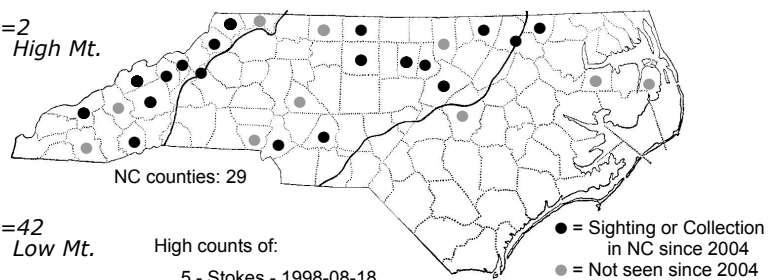 =2
High Mt.
NC counties: 29
=42
Low Mt.
High counts of:
5 - Stokes - 1998-08-18
● = Sighting or Collection
in NC since 2004
● = Not seen since 2004